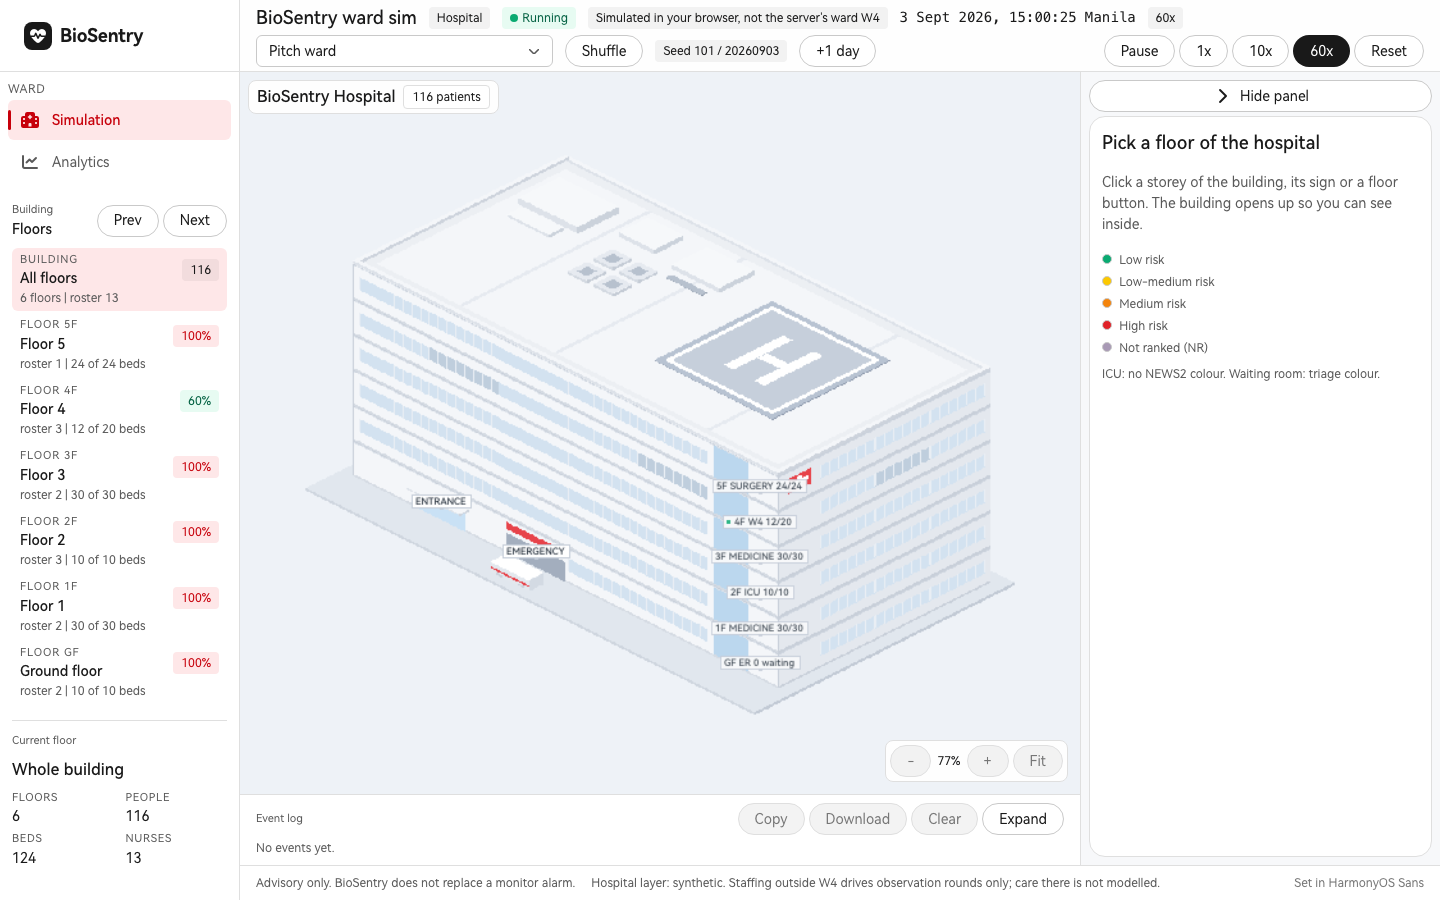 BioSentry
WARD
Simulation
Analytics
Building
Floors
Prev
Next
BUILDING
All floors
6 floors | roster 13
116
FLOOR 5F
Floor 5
roster 1 | 24 of 24 beds
100%
FLOOR 4F
Floor 4
roster 3 | 12 of 20 beds
60%
FLOOR 3F
Floor 3
roster 2 | 30 of 30 beds
100%
FLOOR 2F
Floor 2
roster 3 | 10 of 10 beds
100%
FLOOR 1F
Floor 1
roster 2 | 30 of 30 beds
100%
FLOOR GF
Ground floor
roster 2 | 10 of 10 beds
100%
Current floor
Whole building
FLOORS
6
PEOPLE
116
BEDS
124
NURSES
13
BioSentry ward sim
Hospital
Running
Simulated in your browser, not the server's ward W4
3 Sept 2026, 15:00:25 Manila
60x
Pitch ward
Shuffle
Seed 101 / 20260903
+1 day
Pause
1x
10x
60x
Reset
BioSentry Hospital
116 patients
H
5F SURGERY 24/24
4F W4 12/20
3F MEDICINE 30/30
2F ICU 10/10
1F MEDICINE 30/30
GF ER 0 waiting
ENTRANCE
EMERGENCY
-
77%
+
Fit
Event log
Copy
Download
Clear
Expand
No events yet.
Hide panel
Pick a floor of the hospital
Click a storey of the building, its sign or a floor
button. The building opens up so you can see
inside.
Low risk
Low-medium risk
Medium risk
High risk
Not ranked (NR)
ICU: no NEWS2 colour. Waiting room: triage colour.
Advisory only. BioSentry does not replace a monitor alarm.
Hospital layer: synthetic. Staffing outside W4 drives observation rounds only; care there is not modelled.
Set in HarmonyOS Sans